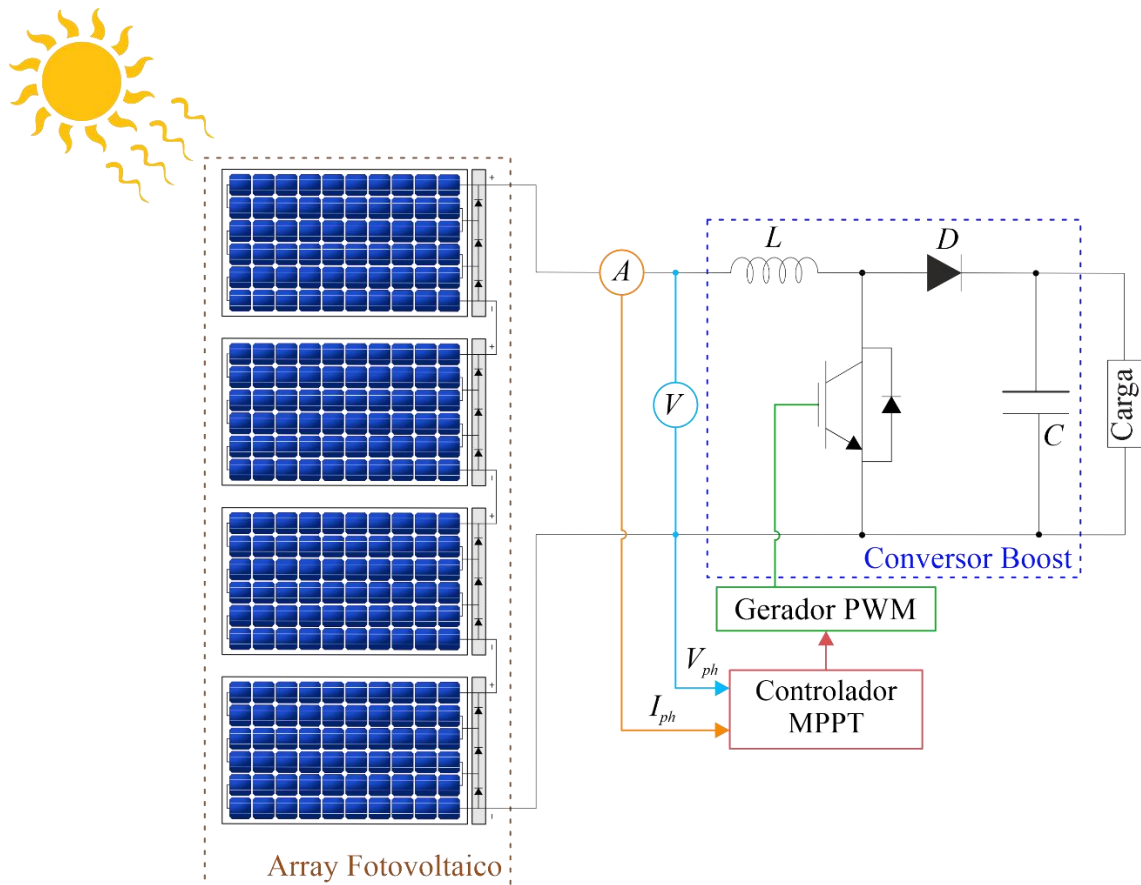 +
-
+
-
+
-
+
-
Array Fotovoltaico
A
V
L
D
C
Carga
Conversor Boost
Gerador PWM
V_ph
I_ph
Controlador
MPPT